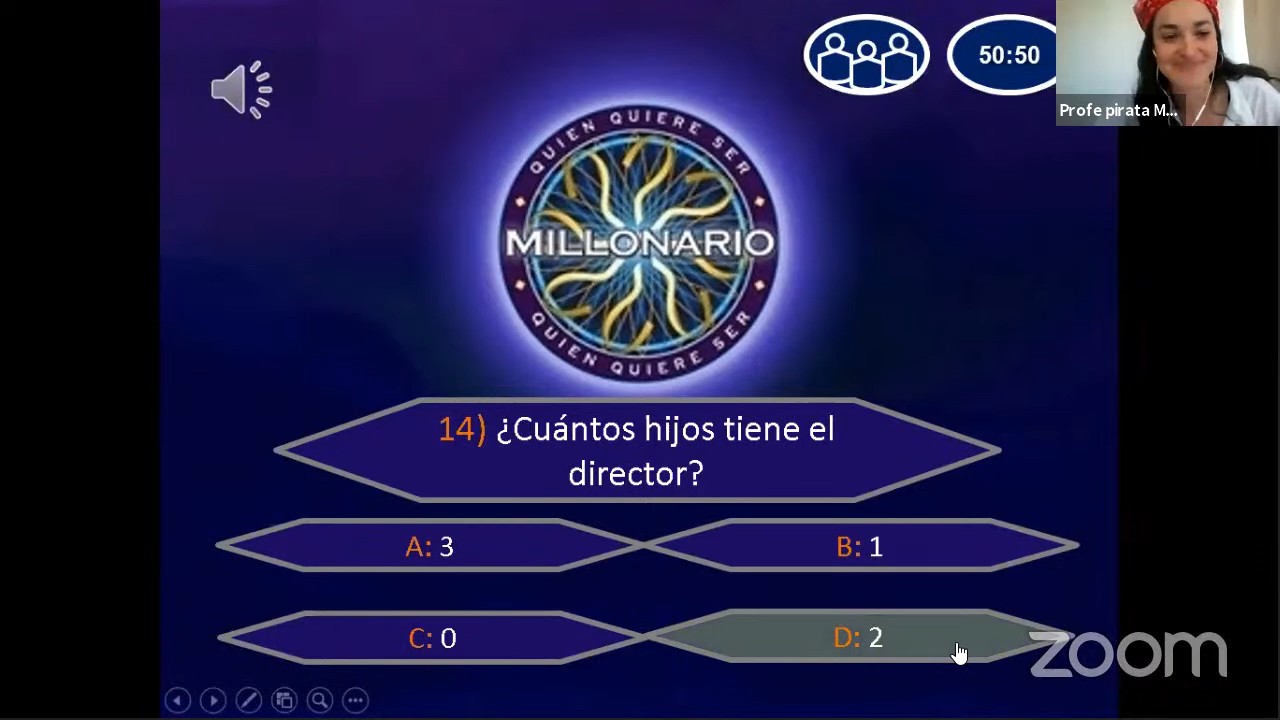 50:50
Profe pirata M...
QUIEN QUIERE SER
MILLONARIO
QUIEN QUIERE SER
14) ¿Cuántos hijos tiene el
director?
A: 3
B: 1
C: 0
D: 2
zoom